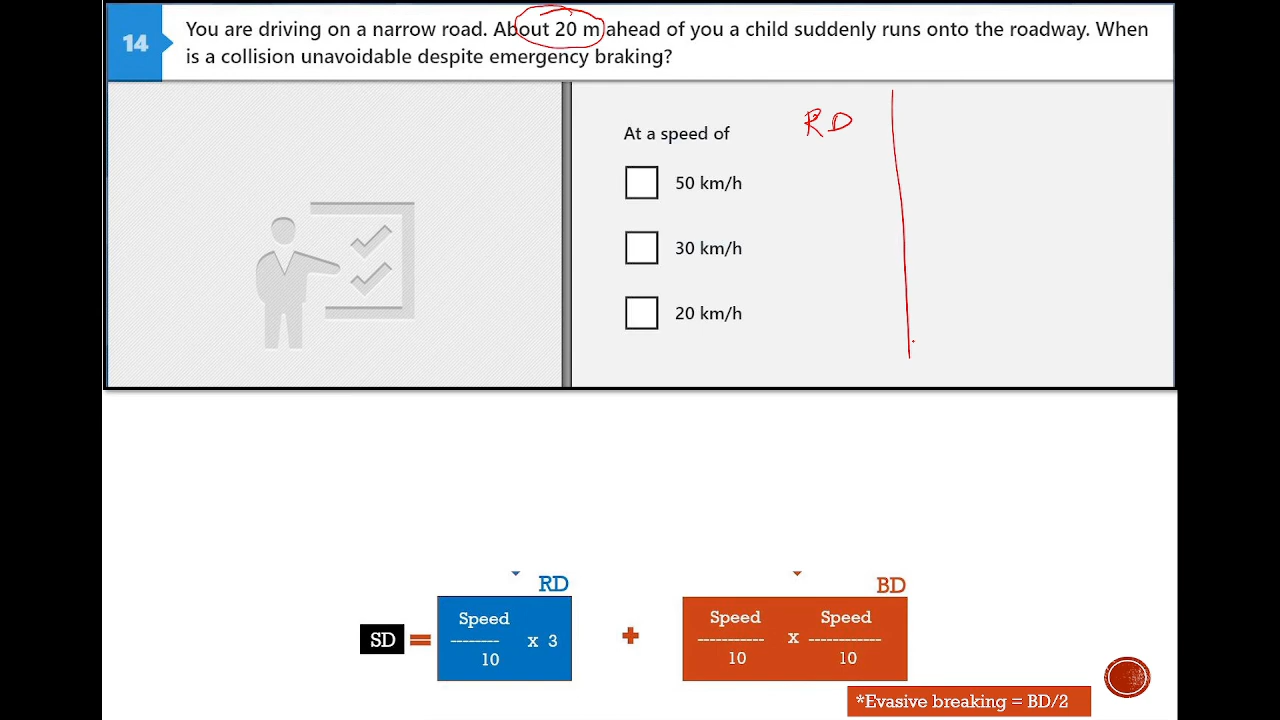 14
You are driving on a narrow road. About 20 m ahead of you a child suddenly runs onto the roadway. When
is a collision unavoidable despite emergency braking?
At a speed of
RD
50 km/h
30 km/h
20 km/h
RD
BD
SD = Speed
--------
10 x 3
+
Speed
-----------
10 x Speed
------------
10
*Evasive breaking = BD/2